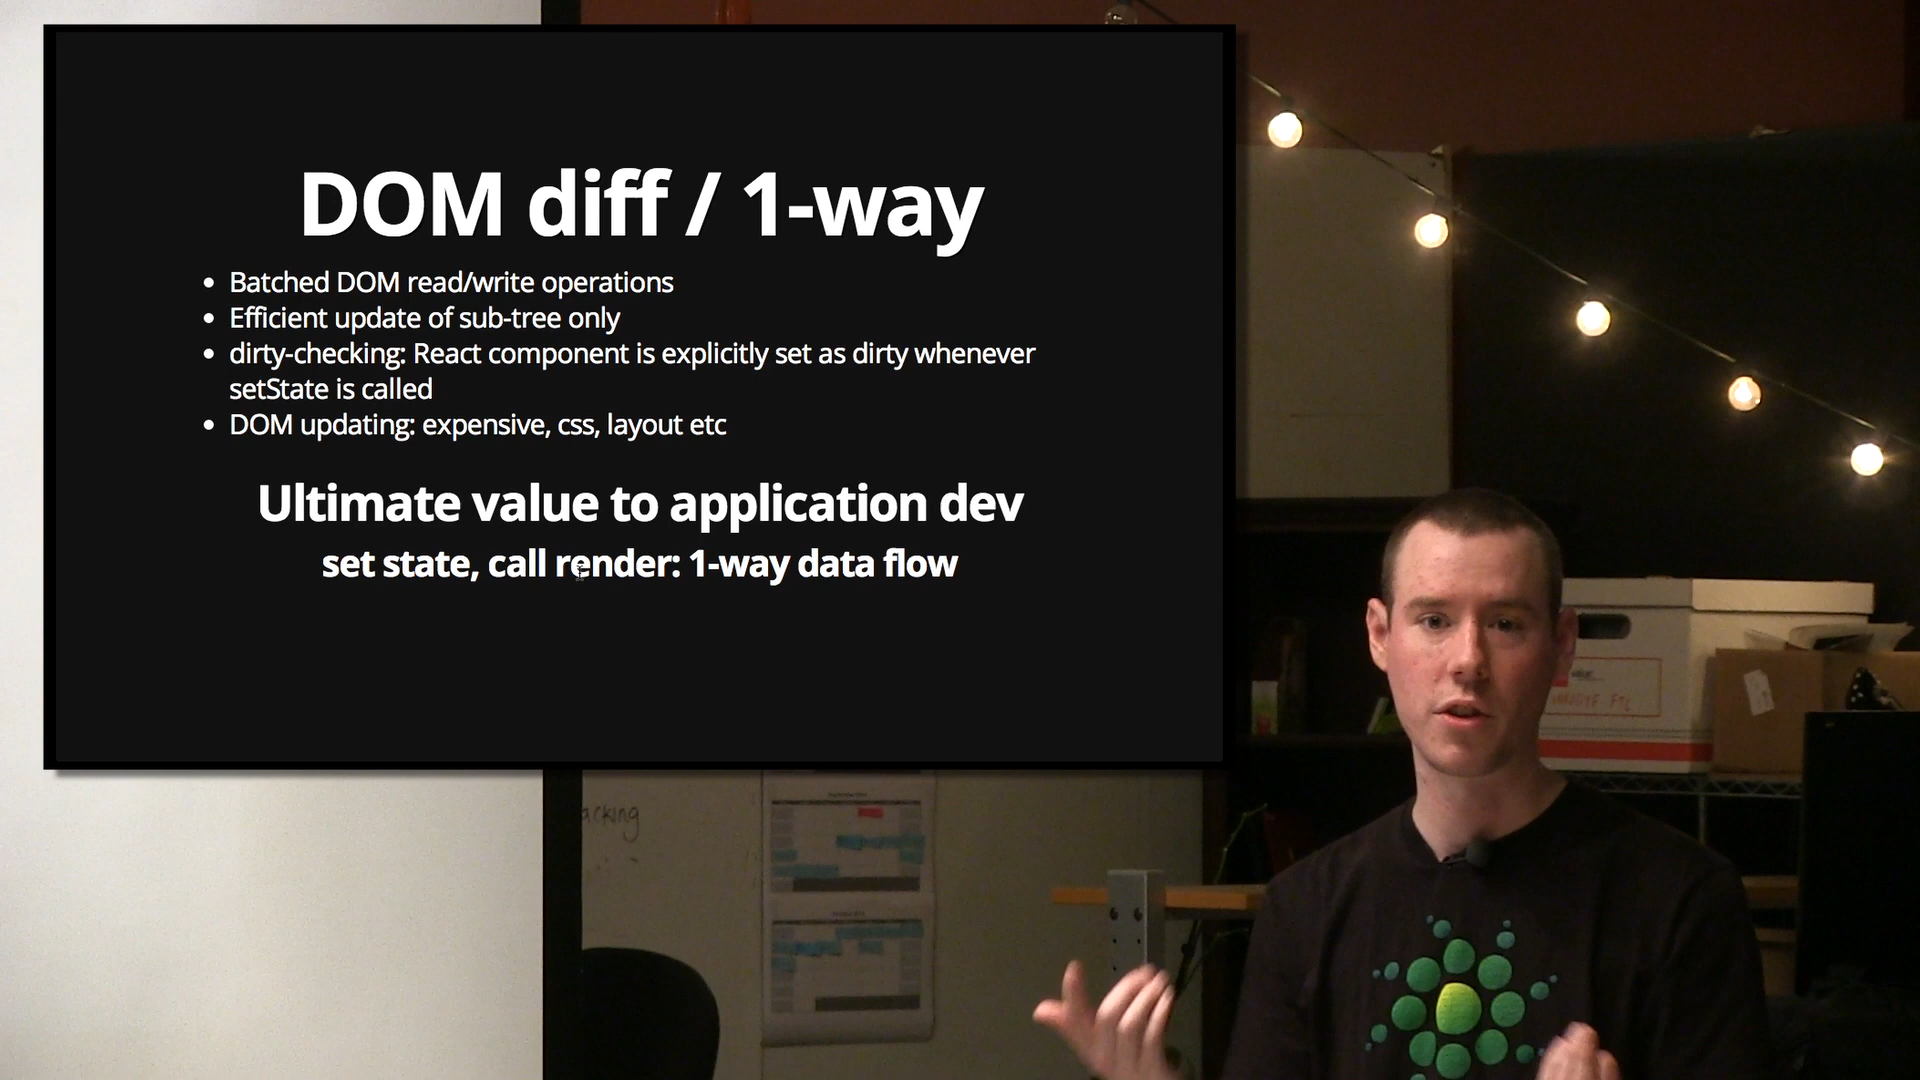 DOM diff / 1-way
Batched DOM read/write operations
Efficient update of sub-tree only
dirty-checking: React component is explicitly set as dirty whenever
setState is called
DOM updating: expensive, css, layout etc
Ultimate value to application dev
set state, call render: 1-way data flow
acking